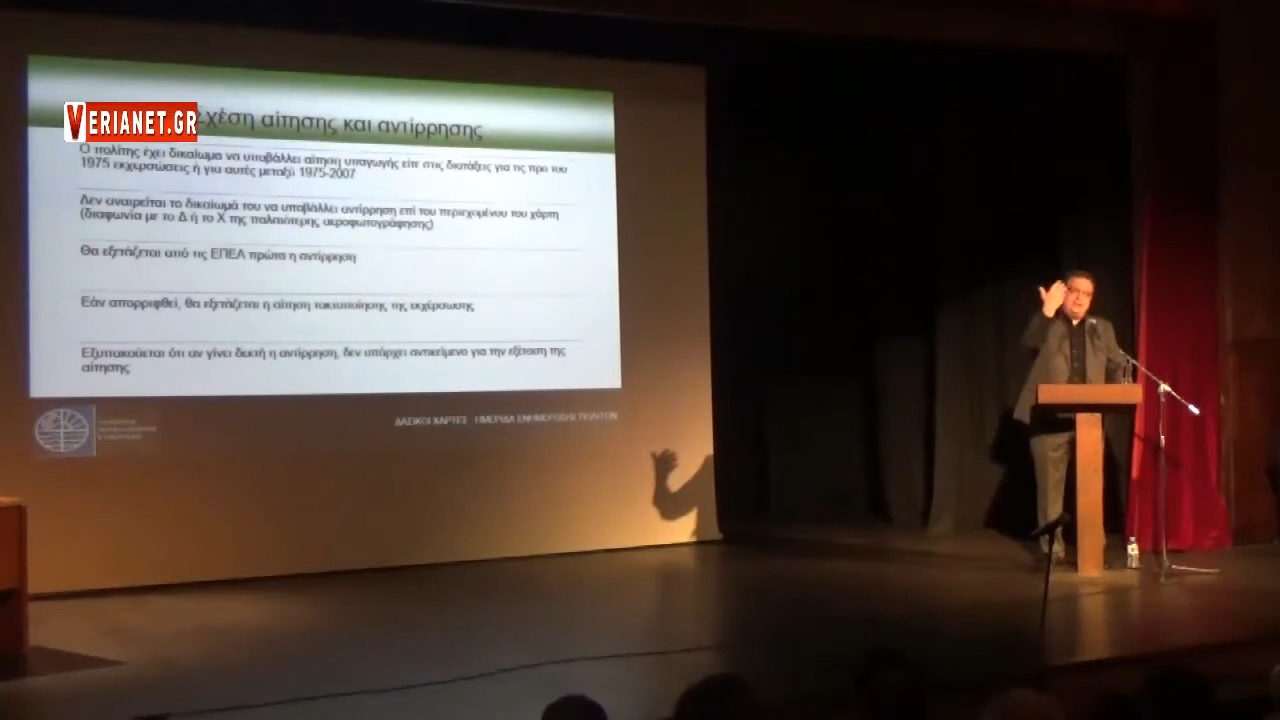 VERIANET.GR
Σχέση αίτησης και αντίρρησης
Ο πολίτης έχει δικαίωμα να υποβάλλει αίτηση υπαγωγής είτε στις διατάξεις για τις προ του
1975 εκχερσώσεις ή για αυτές μεταξύ 1975-2007
Δεν αναιρείται το δικαίωμά του να υποβάλλει αντίρρηση επί του περιεχομένου του χάρτη
(διαφωνία με το Δ ή το Χ της παλαιότερης αεροφωτογράφησης)
Θα εξετάζεται από τις ΕΠΕΑ πρώτα η αντίρρηση
Εάν απορριφθεί, θα εξετάζεται η αίτηση τακτοποίησης της εκχέρσωσης
Εξυπακούεται ότι αν γίνει δεκτή η αντίρρηση, δεν υπάρχει αντικείμενο για την εξέταση της
αίτησης
ΔΑΣΙΚΟΙ ΧΑΡΤΕΣ - ΗΜΕΡΙΔΑ ΕΝΗΜΕΡΩΣΗΣ ΠΟΛΙΤΩΝ